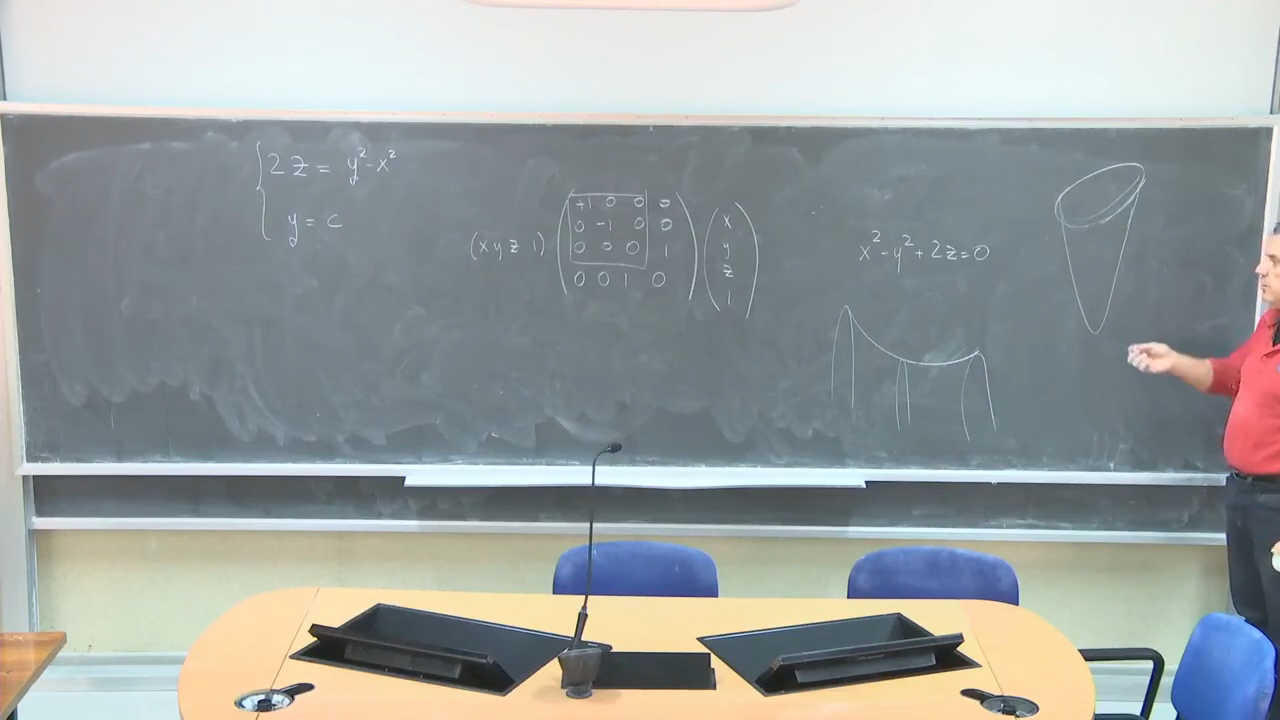 2z = y²-x²
y = c
(x y z 1)
+1 0 0 0
0 -1 0 0
0 0 0 1
0 0 1 0
x
y
z
1
x²-y²+2z=0